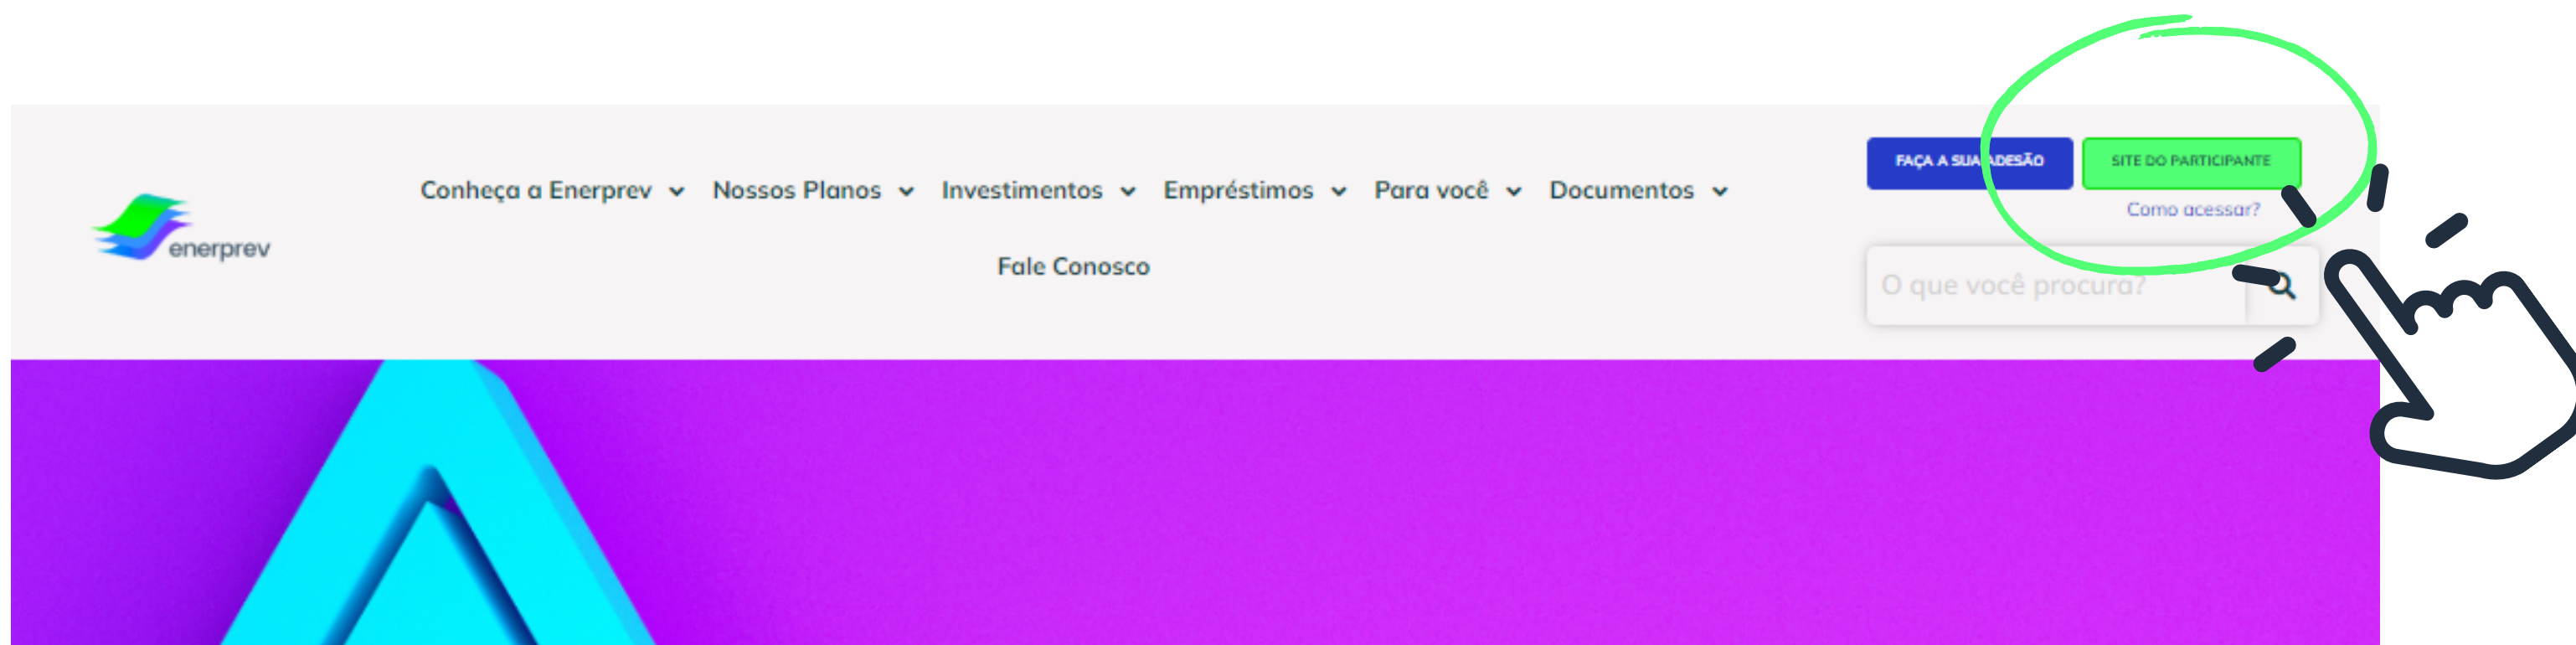 FAÇA A SUA ADESÃO
SITE DO PARTICIPANTE
Conheça a Enerprev Nossos Planos Investimentos Empréstimos Para você Documentos
Como acessar?
enerprev
Fale Conosco
O que você procura?